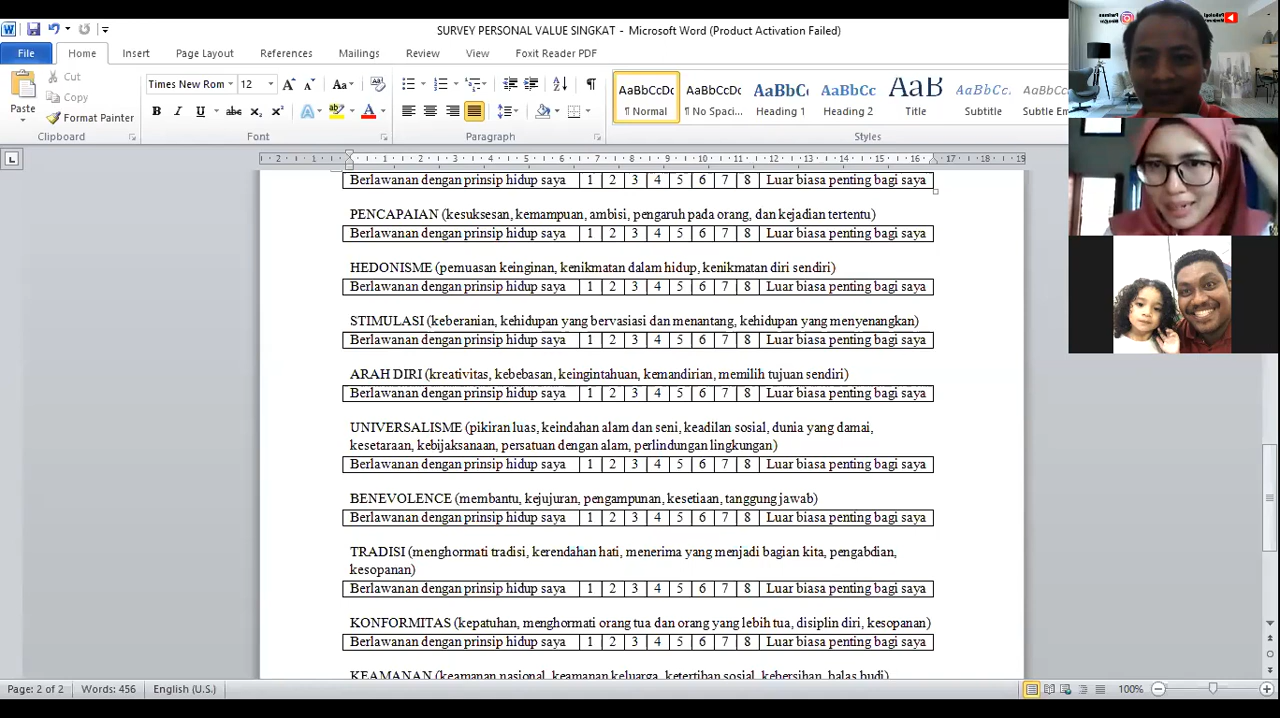 SURVEY PERSONAL VALUE SINGKAT - Microsoft Word (Product Activation Failed)
File Home Insert Page Layout References Mailings Review View Foxit Reader PDF
Paste
Cut
Copy
Format Painter
Clipboard
Times New Rom 12
Font
Paragraph
AaBbCcDc AaBbCcDc AaBbCc AaBbCc AaB AaBbCc.
¶ Normal ¶ No Spaci... Heading 1 Heading 2 Title Subtitle Subtle Em
Styles
Berlawanan dengan prinsip hidup saya 1 2 3 4 5 6 7 8 Luar biasa penting bagi saya
PENCAPAIAN (kesuksesan, kemampuan, ambisi, pengaruh pada orang, dan kejadian tertentu)
Berlawanan dengan prinsip hidup saya 1 2 3 4 5 6 7 8 Luar biasa penting bagi saya
HEDONISME (pemuasan keinginan, kenikmatan dalam hidup, kenikmatan diri sendiri)
Berlawanan dengan prinsip hidup saya 1 2 3 4 5 6 7 8 Luar biasa penting bagi saya
STIMULASI (keberanian, kehidupan yang bervasiasi dan menantang, kehidupan yang menyenangkan)
Berlawanan dengan prinsip hidup saya 1 2 3 4 5 6 7 8 Luar biasa penting bagi saya
ARAH DIRI (kreativitas, kebebasan, keingintahuan, kemandirian, memilih tujuan sendiri)
Berlawanan dengan prinsip hidup saya 1 2 3 4 5 6 7 8 Luar biasa penting bagi saya
UNIVERSALISME (pikiran luas, keindahan alam dan seni, keadilan sosial, dunia yang damai,
kesetaraan, kebijaksanaan, persatuan dengan alam, perlindungan lingkungan)
Berlawanan dengan prinsip hidup saya 1 2 3 4 5 6 7 8 Luar biasa penting bagi saya
BENEVOLENCE (membantu, kejujuran, pengampunan, kesetiaan, tanggung jawab)
Berlawanan dengan prinsip hidup saya 1 2 3 4 5 6 7 8 Luar biasa penting bagi saya
TRADISI (menghormati tradisi, kerendahan hati, menerima yang menjadi bagian kita, pengabdian,
kesopanan)
Berlawanan dengan prinsip hidup saya 1 2 3 4 5 6 7 8 Luar biasa penting bagi saya
KONFORMITAS (kepatuhan, menghormati orang tua dan orang yang lebih tua, disiplin diri, kesopanan)
Berlawanan dengan prinsip hidup saya 1 2 3 4 5 6 7 8 Luar biasa penting bagi saya
KEAMANAN (keamanan nasional, keamanan keluarga, ketertiban sosial, kebersihan, balas budi)
Page: 2 of 2 Words: 456 English (U.S.) 100%